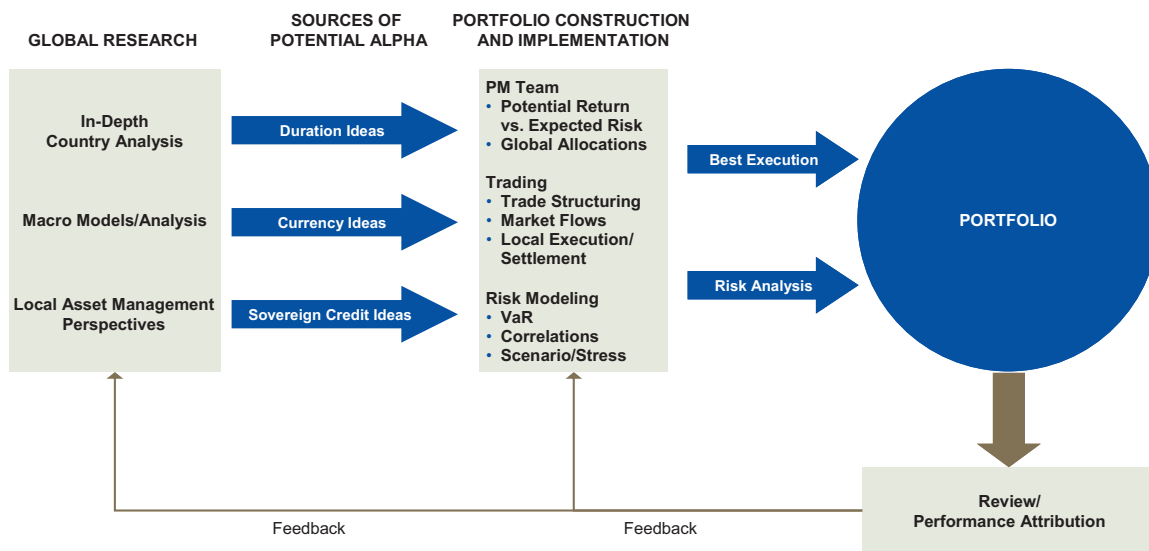 GLOBAL RESEARCH
SOURCES OF
POTENTIAL ALPHA
PORTFOLIO CONSTRUCTION
AND IMPLEMENTATION
In-Depth
Country Analysis
Macro Models/Analysis
Local Asset Management
Perspectives
Duration Ideas
Currency Ideas
Sovereign Credit Ideas
PM Team
• Potential Return
vs. Expected Risk
• Global Allocations
Trading
• Trade Structuring
• Market Flows
• Local Execution/
Settlement
Risk Modeling
• VaR
• Correlations
• Scenario/Stress
Best Execution
Risk Analysis
PORTFOLIO
Review/
Performance Attribution
Feedback
Feedback